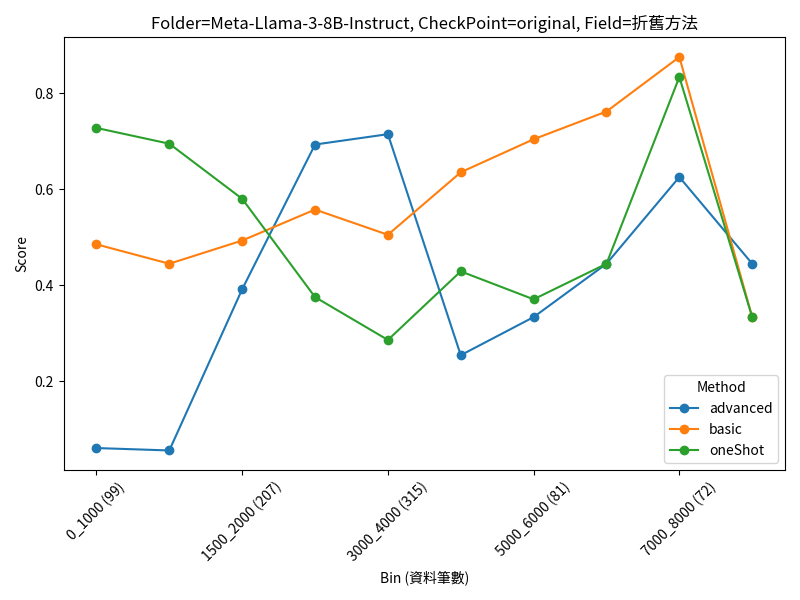 Folder=Meta-Llama-3-8B-Instruct, CheckPoint=original, Field=折舊方法
Score
0.8
0.6
0.4
0.2
Method
advanced
basic
oneShot
0_1000 (99)
1500_2000 (207)
3000_4000 (315)
5000_6000 (81)
7000_8000 (72)
Bin (資料筆數)